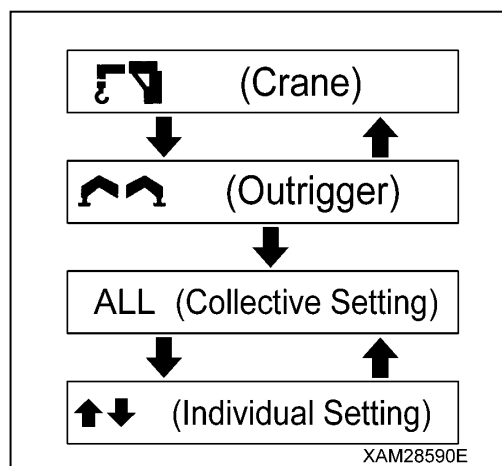 (Crane)
(Outrigger)
ALL (Collective Setting)
(Individual Setting)
XAM28590E